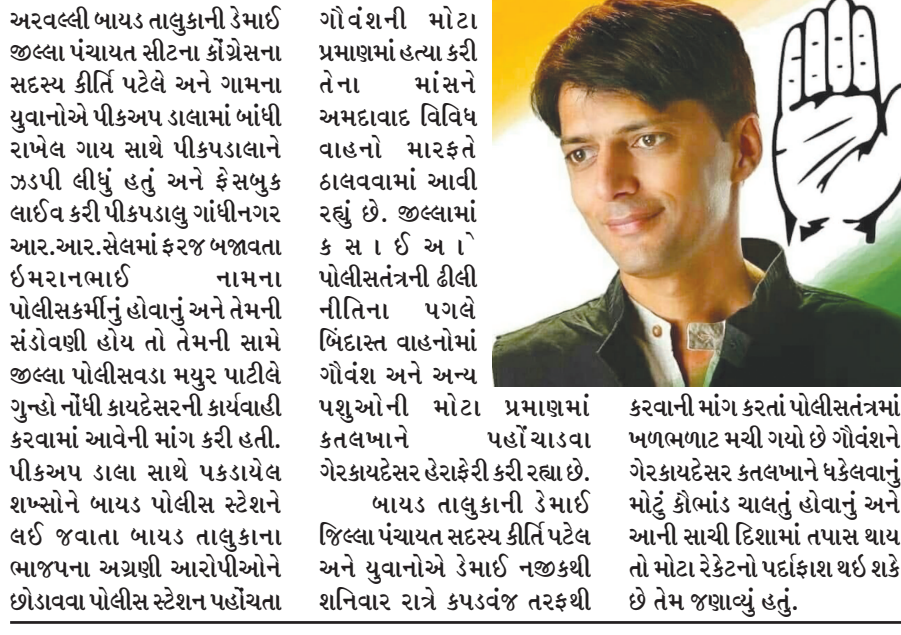 અરવલ્લી બાયડ તાલુકાની ડેમાઈ
જીલ્લા પંચાયત સીટના કોંગ્રેસના
સદસ્ય કીર્તિ પટેલે અને ગામના
યુવાનોએ પીકઅપ ડાલામાં બાંધી
રાખેલ ગાય સાથે પીકપડાલાને
ઝડપી લીધું હતું અને ફેસબુક
લાઈવ કરી પીકપડાલુ ગાંધીનગર
આર.આર.સેલમાં ફરજ બજાવતા
ઇમરાનભાઈ નામના
પોલીસકર્મીનું હોવાનું અને તેમની
સંડોવણી હોય તો તેમની સામે
જીલ્લા પોલીસવડા મયુર પાટીલે
ગુન્હો નોંધી કાયદેસરની કાર્યવાહી
કરવામાં આવેની માંગ કરી હતી.
પીકઅપ ડાલા સાથે પકડાયેલ
શખ્સોને બાયડ પોલીસ સ્ટેશને
લઈ જવાતા બાયડ તાલુકાના
ભાજપના અગ્રણી આરોપીઓને
છોડાવવા પોલીસ સ્ટેશન પહોંચતા
ગૌવંશની મોટા
પ્રમાણમાં હત્યા કરી
તેના માંસને
અમદાવાદ વિવિધ
વાહનો મારફતે
ઠાલવવામાં આવી
રહ્યું છે. જીલ્લામાં
કસાઈઓ
પોલીસતંત્રની ઢીલી
નીતિના પગલે
બિંદાસ્ત વાહનોમાં
ગૌવંશ અને અન્ય
પશુઓની મોટા પ્રમાણમાં
કતલખાને પહોંચાડવા
ગેરકાયદેસર હેરાફેરી કરી રહ્યા છે.
બાયડ તાલુકાની ડેમાઈ
જિલ્લા પંચાયત સદસ્ય કીર્તિ પટેલ
અને યુવાનોએ ડેમાઈ નજીકથી
શનિવાર રાત્રે કપડવંજ તરફથી
કરવાની માંગ કરતાં પોલીસતંત્રમાં
ખળભળાટ મચી ગયો છે ગૌવંશને
ગેરકાયદેસર કતલખાને ધકેલવાનું
મોટું કૌભાંડ ચાલતું હોવાનું અને
આની સાચી દિશામાં તપાસ થાય
તો મોટા રેકેટનો પર્દાફાશ થઇ શકે
છે તેમ જણાવ્યું હતું.